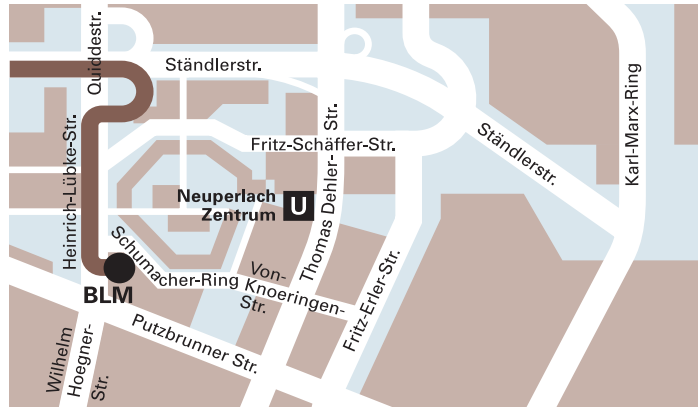 Quiddestr.
Ständlerstr.
Karl-Marx-Ring
Ständlerstr.
Fritz-Schäffer-Str.
Thomas Dehler-Str.
Heinrich-Lübke-Str.
Neuperlach
Zentrum
U
Schumacher-Ring
Von-
Knoeringen-
Str.
Fritz-Erler-Str.
BLM
Putzbrunner Str.
Wilhelm
Hoegner-
Str.